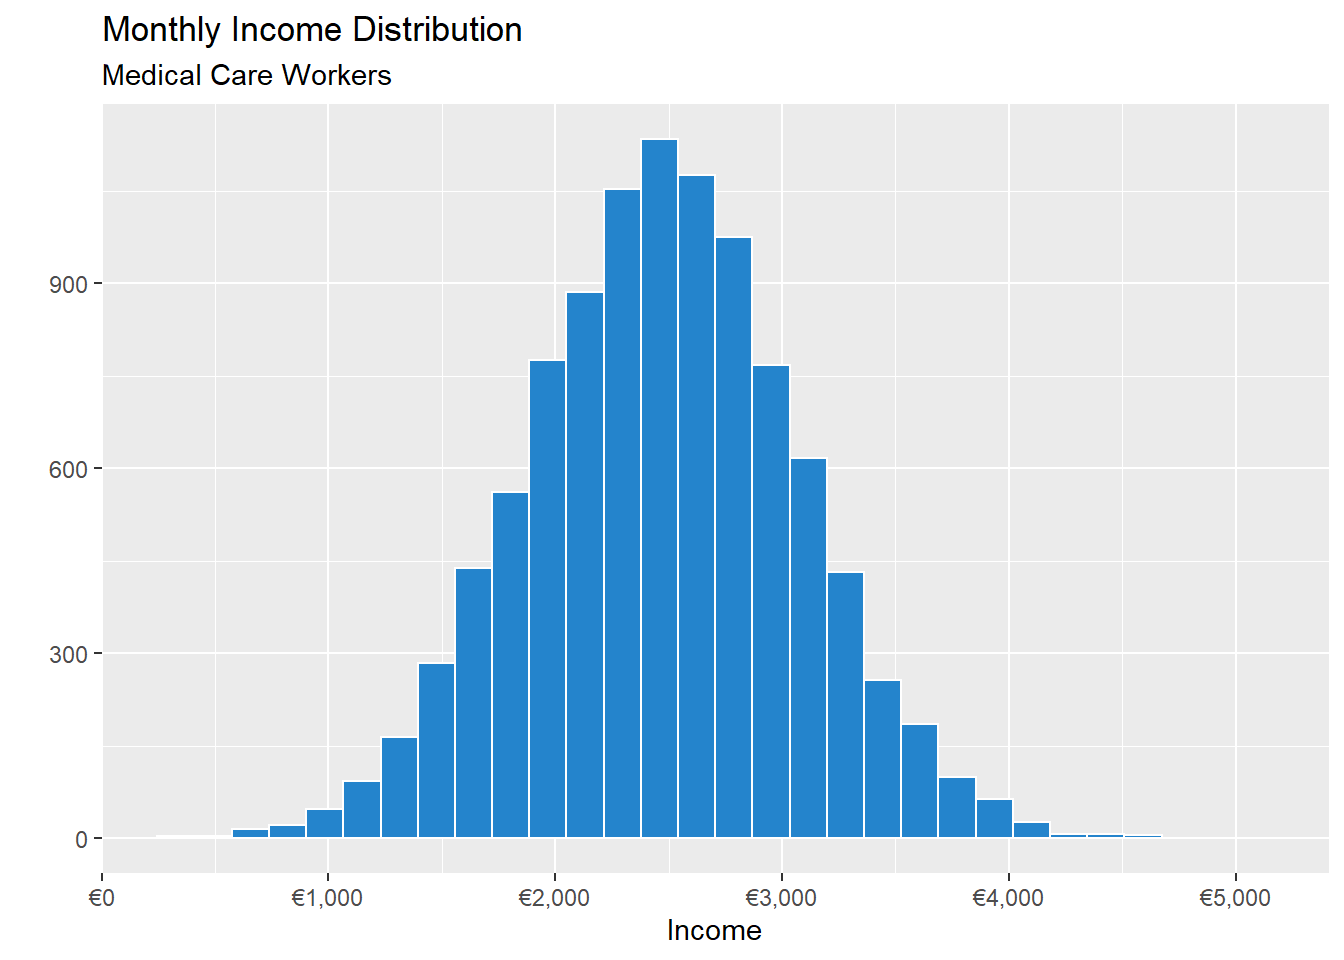 Monthly Income Distribution
Medical Care Workers
900
600
300
0
€0 €1,000 €2,000 €3,000 €4,000 €5,000
Income